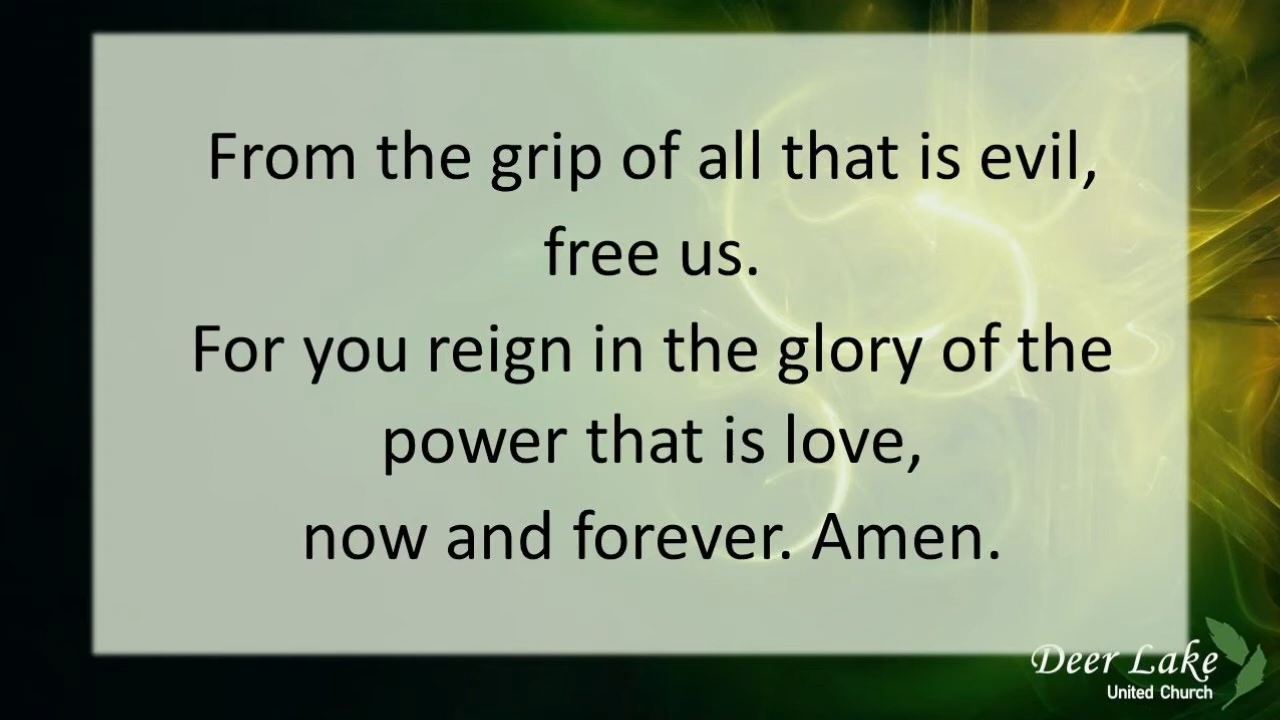 From the grip of all that is evil,
free us.
For you reign in the glory of the
power that is love,
now and forever. Amen.
Deer Lake
United Church